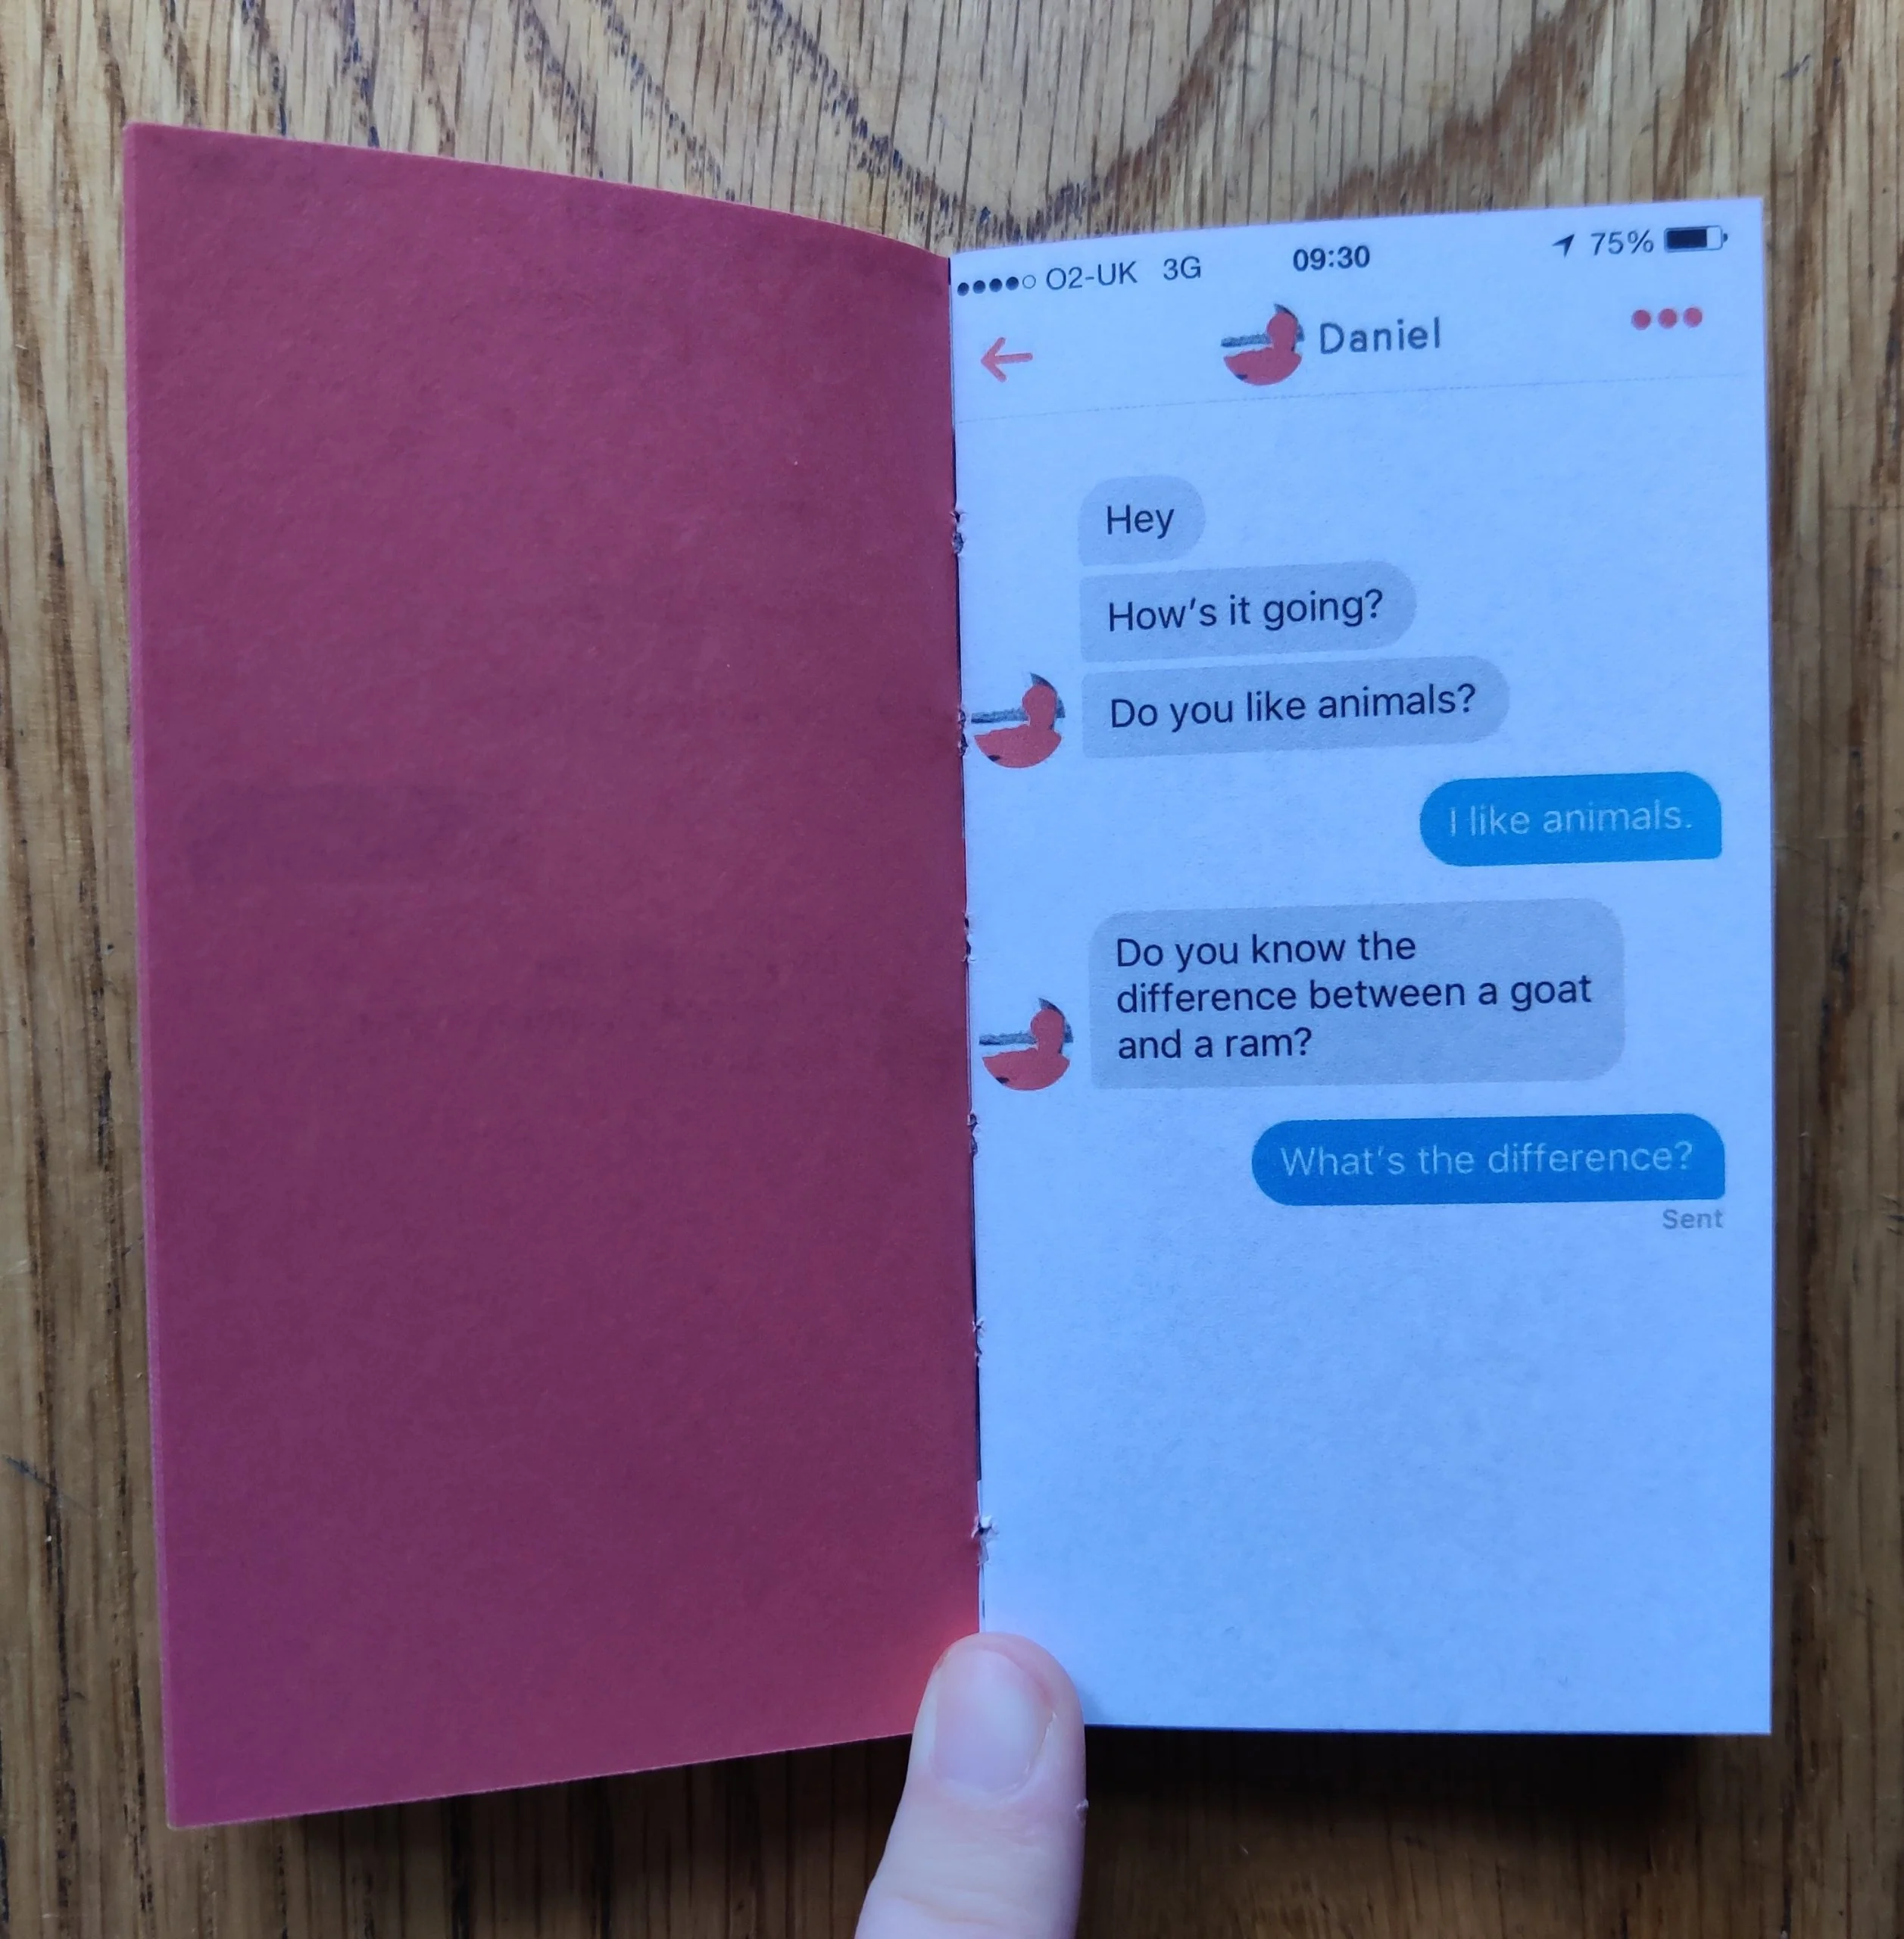 O2-UK 3G 09:30 75%
Daniel
Hey
How's it going?
Do you like animals?
I like animals.
Do you know the
difference between a goat
and a ram?
What's the difference?
Sent